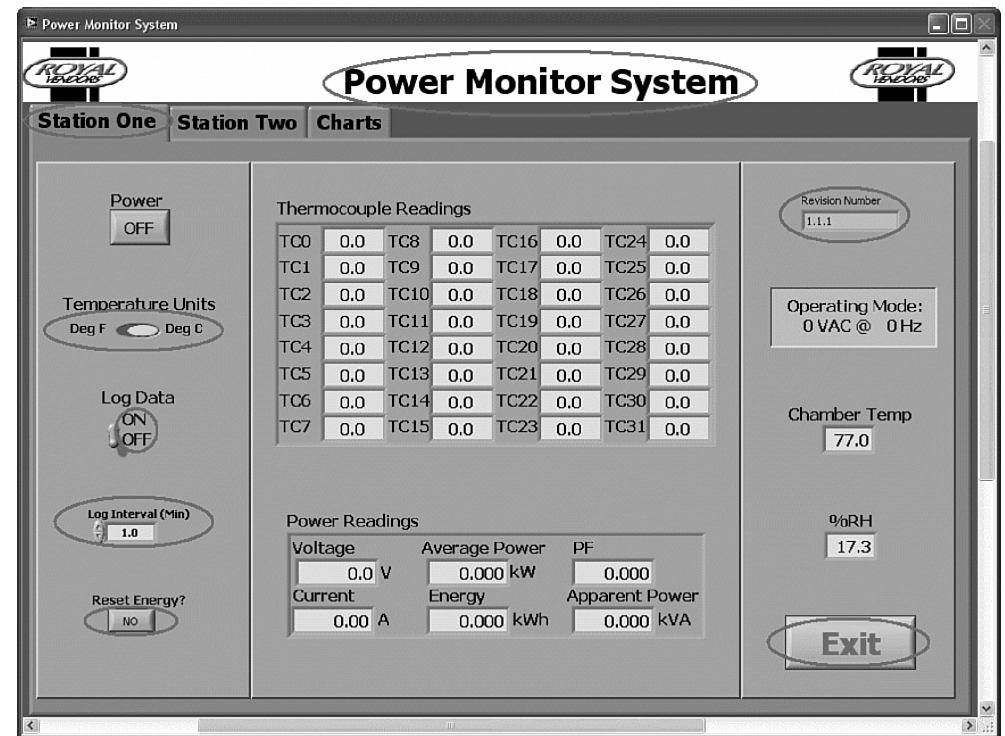 Power Monitor System
ROYAL VENDORS
Power Monitor System
ROYAL VENDORS
Station One Station Two Charts
Power
OFF
Temperature Units
Deg F Deg C
Log Data
ON
OFF
Log Interval (Min)
1.0
Reset Energy?
NO
Thermocouple Readings
TC0 0.0 TC8 0.0 TC16 0.0 TC24 0.0
TC1 0.0 TC9 0.0 TC17 0.0 TC25 0.0
TC2 0.0 TC10 0.0 TC18 0.0 TC26 0.0
TC3 0.0 TC11 0.0 TC19 0.0 TC27 0.0
TC4 0.0 TC12 0.0 TC20 0.0 TC28 0.0
TC5 0.0 TC13 0.0 TC21 0.0 TC29 0.0
TC6 0.0 TC14 0.0 TC22 0.0 TC30 0.0
TC7 0.0 TC15 0.0 TC23 0.0 TC31 0.0
Power Readings
Voltage Average Power PF
0.0 V 0.000 kW 0.000
Current Energy Apparent Power
0.00 A 0.000 kWh 0.000 kVA
Revision Number
1.1.1
Operating Mode:
0 VAC @ 0 Hz
Chamber Temp
77.0
%RH
17.3
Exit